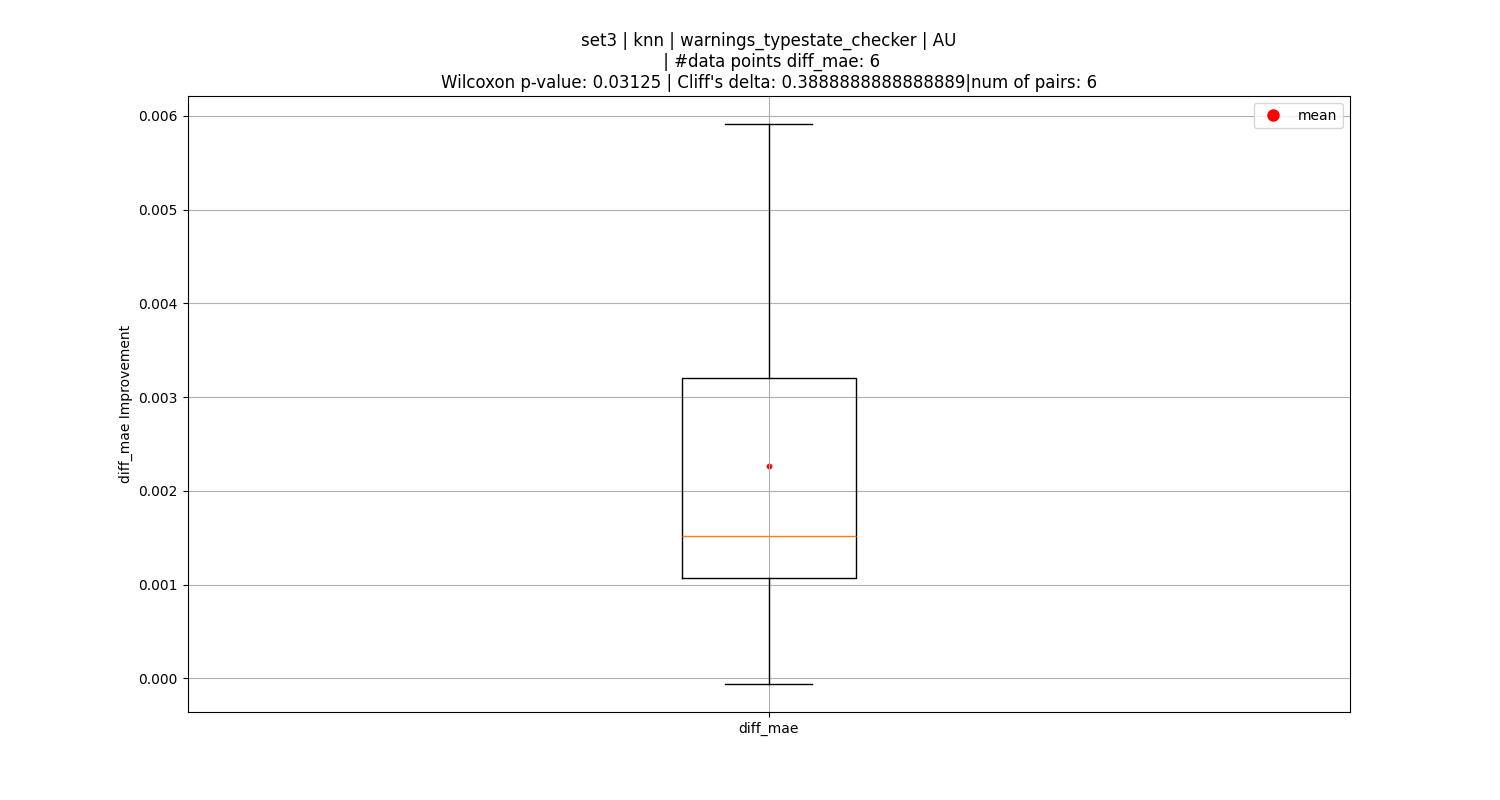 set3 | knn | warnings_typestate_checker | AU
| #data points diff_mae: 6
Wilcoxon p-value: 0.03125 | Cliff's delta: 0.3888888888888889|num of pairs: 6
mean
0.006
0.005
0.004
0.003
0.002
0.001
0.000
diff_mae Improvement
diff_mae